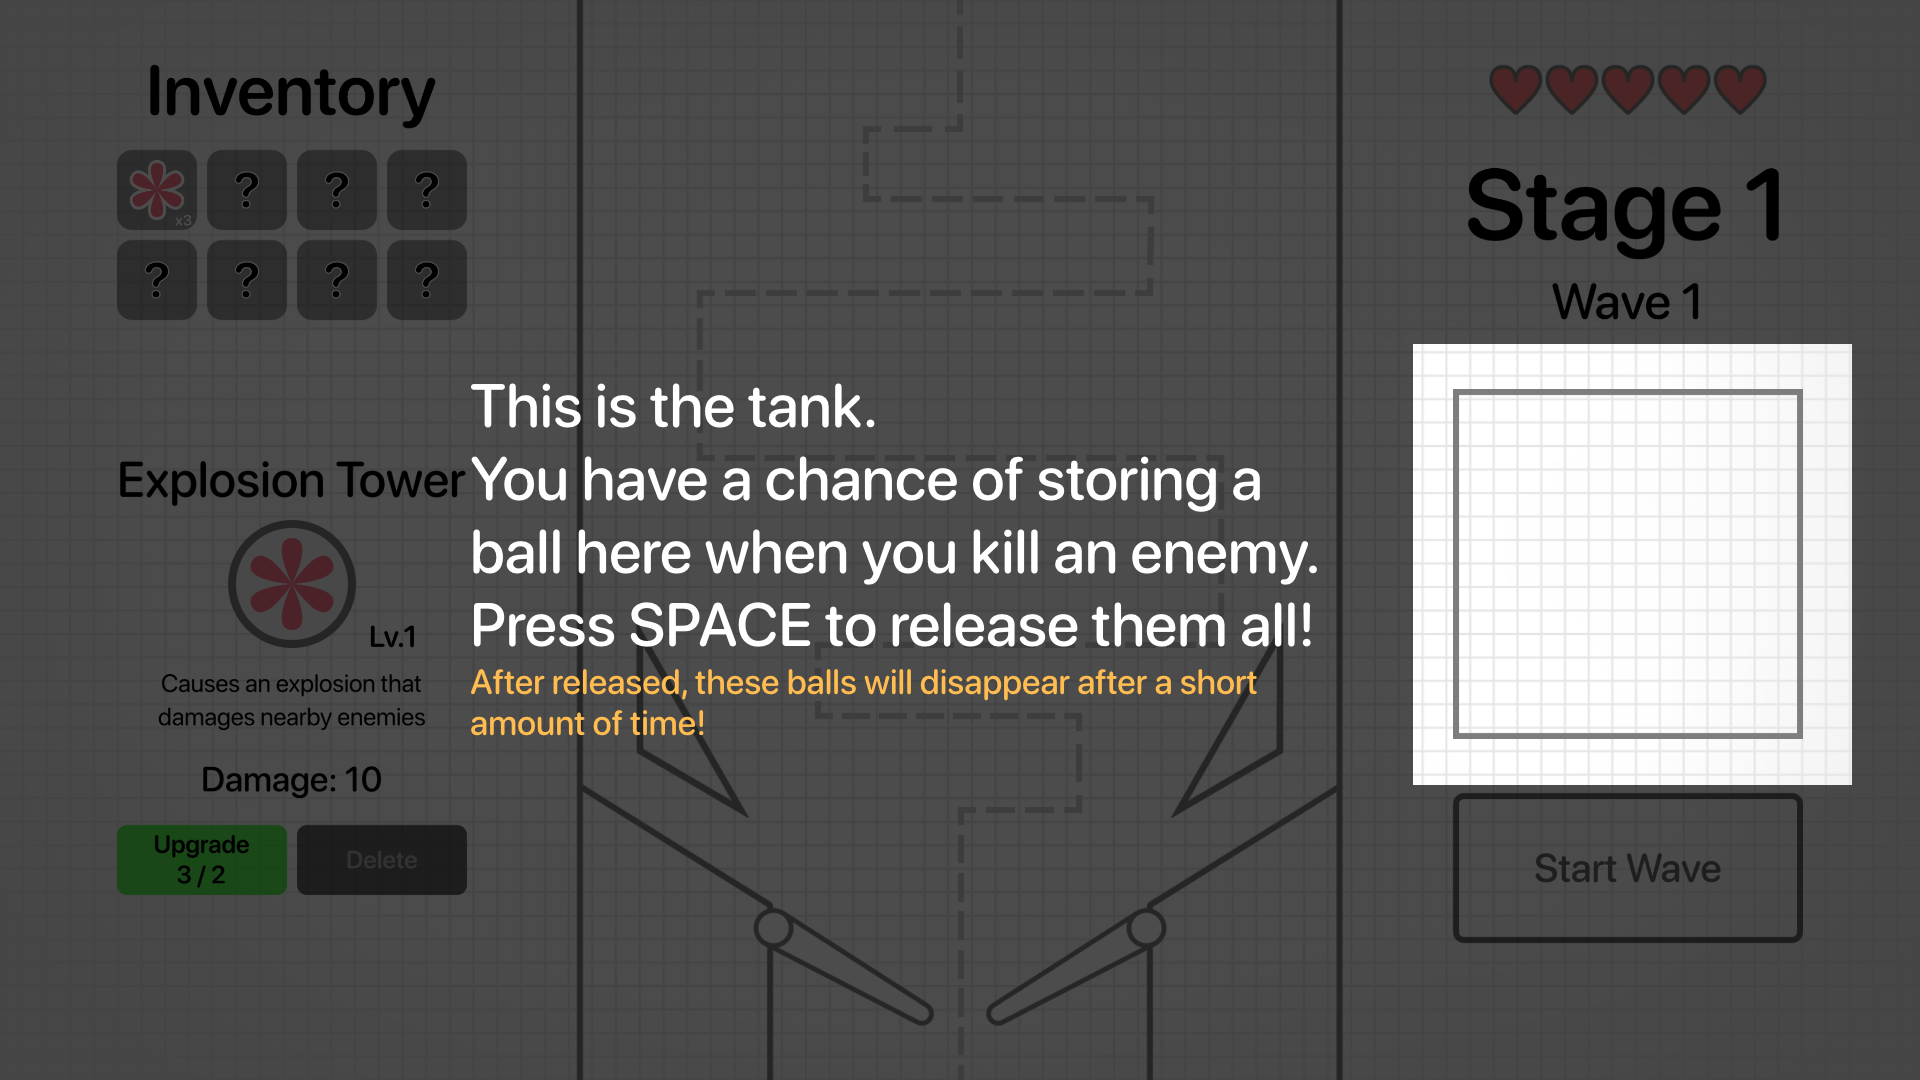 Inventory
x3
?
?
?
?
?
?
?
Explosion Tower
Lv.1
Causes an explosion that
damages nearby enemies
Damage: 10
Upgrade
3 / 2
Delete
This is the tank.
You have a chance of storing a
ball here when you kill an enemy.
Press SPACE to release them all!
After released, these balls will disappear after a short
amount of time!
Stage 1
Wave 1
Start Wave